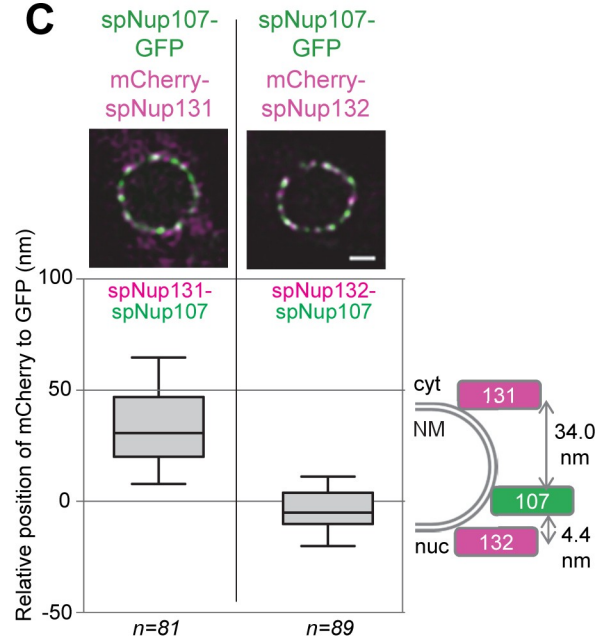 C
spNup107-
GFP
mCherry-
spNup131
spNup107-
GFP
mCherry-
spNup132
Relative position of mCherry to GFP (nm)
100
50
0
-50
spNup131-
spNup107
spNup132-
spNup107
n=81
n=89
cyt
NM
nuc
131
107
132
34.0
nm
4.4
nm